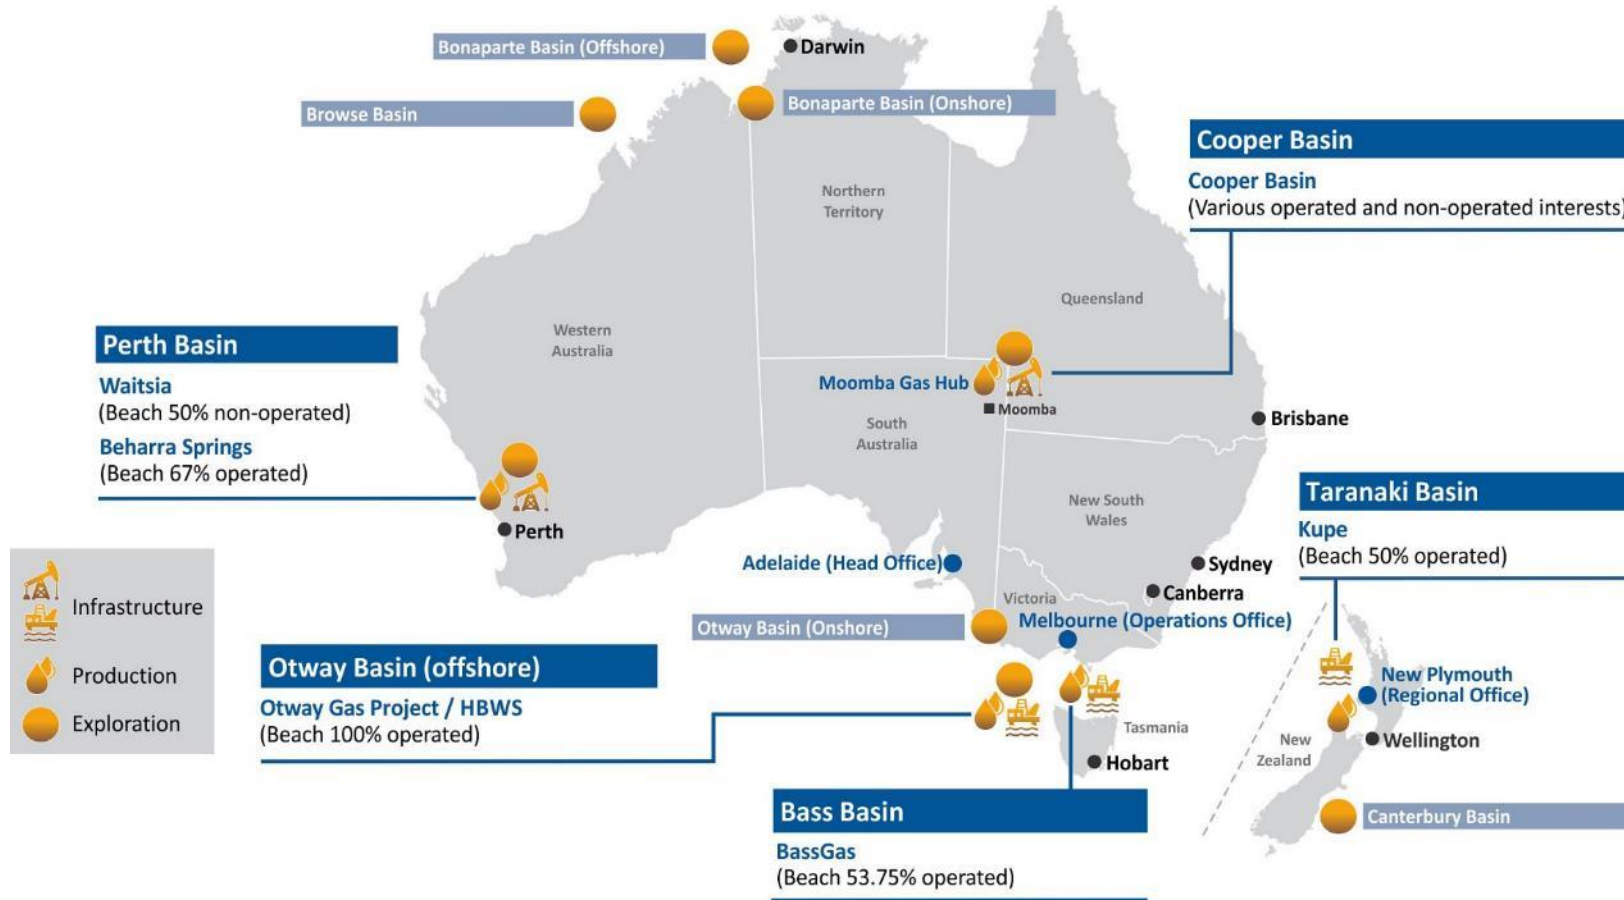 Bonaparte Basin (Offshore)
Darwin
Browse Basin
Bonaparte Basin (Onshore)
Cooper Basin
Cooper Basin
(Various operated and non-operated interests)
Northern
Territory
Queensland
Western
Australia
Perth Basin
Waitsia
(Beach 50% non-operated)
Beharra Springs
(Beach 67% operated)
Moomba Gas Hub
Moomba
South
Australia
Brisbane
Perth
New South
Wales
Taranaki Basin
Kupe
(Beach 50% operated)
Infrastructure
Production
Exploration
Adelaide (Head Office)
Sydney
Canberra
Victoria
Melbourne (Operations Office)
Otway Basin (Onshore)
Otway Basin (offshore)
Otway Gas Project / HBWS
(Beach 100% operated)
Tasmania
Hobart
New Plymouth
(Regional Office)
Wellington
New
Zealand
Canterbury Basin
Bass Basin
BassGas
(Beach 53.75% operated)